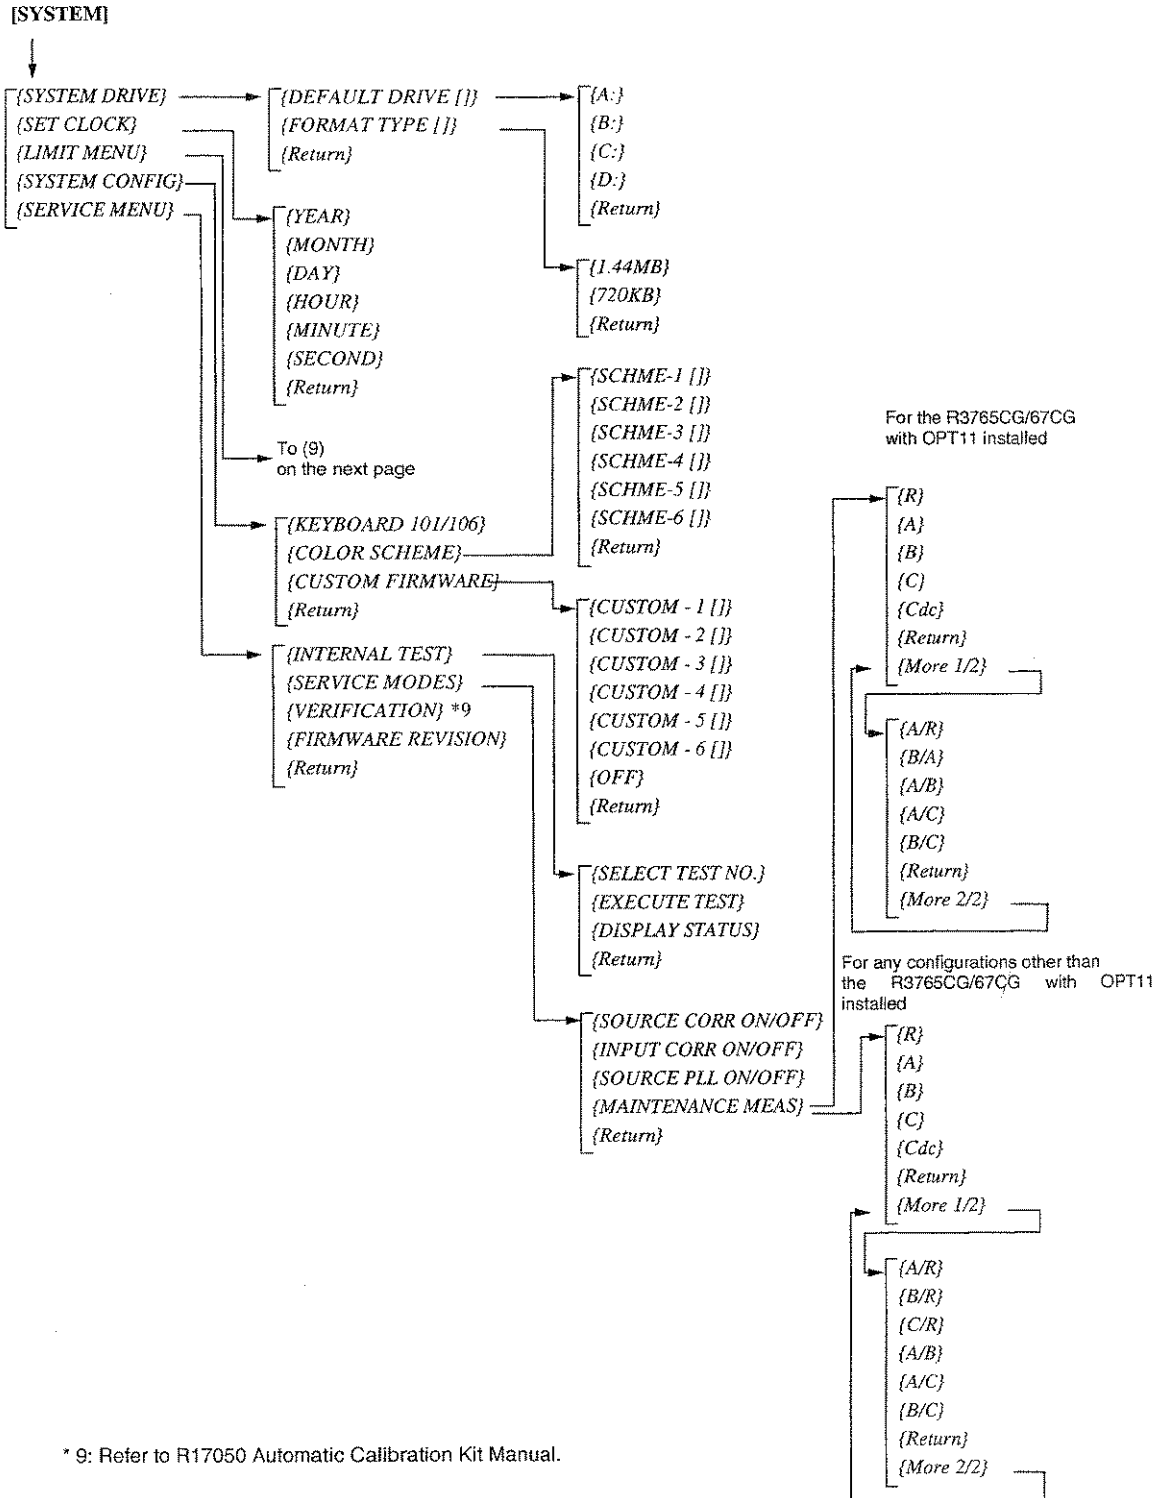 [SYSTEM]
{SYSTEM DRIVE}
{SET CLOCK}
{LIMIT MENU}
{SYSTEM CONFIG}
{SERVICE MENU}
{DEFAULT DRIVE []}
{FORMAT TYPE []}
{Return}
{A:}
{B:}
{C:}
{D:}
{Return}
{YEAR}
{MONTH}
{DAY}
{HOUR}
{MINUTE}
{SECOND}
{Return}
{1.44MB}
{720KB}
{Return}
To (9)
on the next page
{KEYBOARD 101/106}
{COLOR SCHEME}
{CUSTOM FIRMWARE}
{Return}
{SCHME-1 []}
{SCHME-2 []}
{SCHME-3 []}
{SCHME-4 []}
{SCHME-5 []}
{SCHME-6 []}
{Return}
{CUSTOM - 1 []}
{CUSTOM - 2 []}
{CUSTOM - 3 []}
{CUSTOM - 4 []}
{CUSTOM - 5 []}
{CUSTOM - 6 []}
{OFF}
{Return}
{INTERNAL TEST}
{SERVICE MODES}
{VERIFICATION} *9
{FIRMWARE REVISION}
{Return}
{SELECT TEST NO.}
{EXECUTE TEST}
{DISPLAY STATUS}
{Return}
{SOURCE CORR ON/OFF}
{INPUT CORR ON/OFF}
{SOURCE PLL ON/OFF}
{MAINTENANCE MEAS}
{Return}
For the R3765CG/67CG
with OPT11 installed
{R}
{A}
{B}
{C}
{Cdc}
{Return}
{More 1/2}
{A/R}
{B/A}
{A/B}
{A/C}
{B/C}
{Return}
{More 2/2}
For any configurations other than
the R3765CG/67CG with OPT11
installed
{R}
{A}
{B}
{C}
{Cdc}
{Return}
{More 1/2}
{A/R}
{B/R}
{C/R}
{A/B}
{A/C}
{B/C}
{Return}
{More 2/2}
* 9: Refer to R17050 Automatic Calibration Kit Manual.